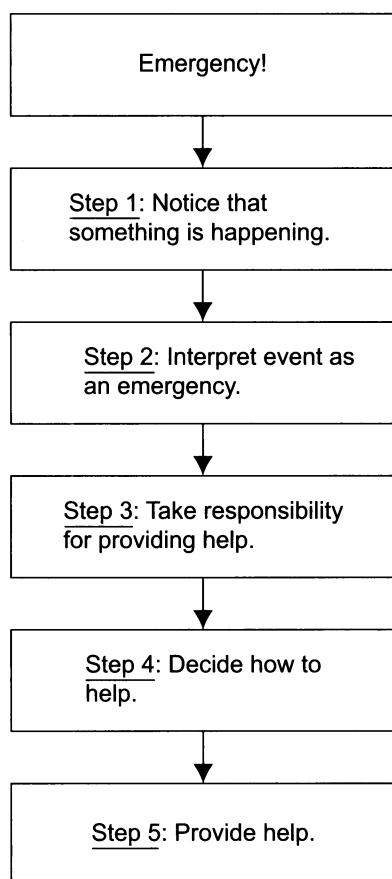 Emergency!
Step 1: Notice that
something is happening.
Step 2: Interpret event as
an emergency.
Step 3: Take responsibility
for providing help.
Step 4: Decide how to
help.
Step 5: Provide help.